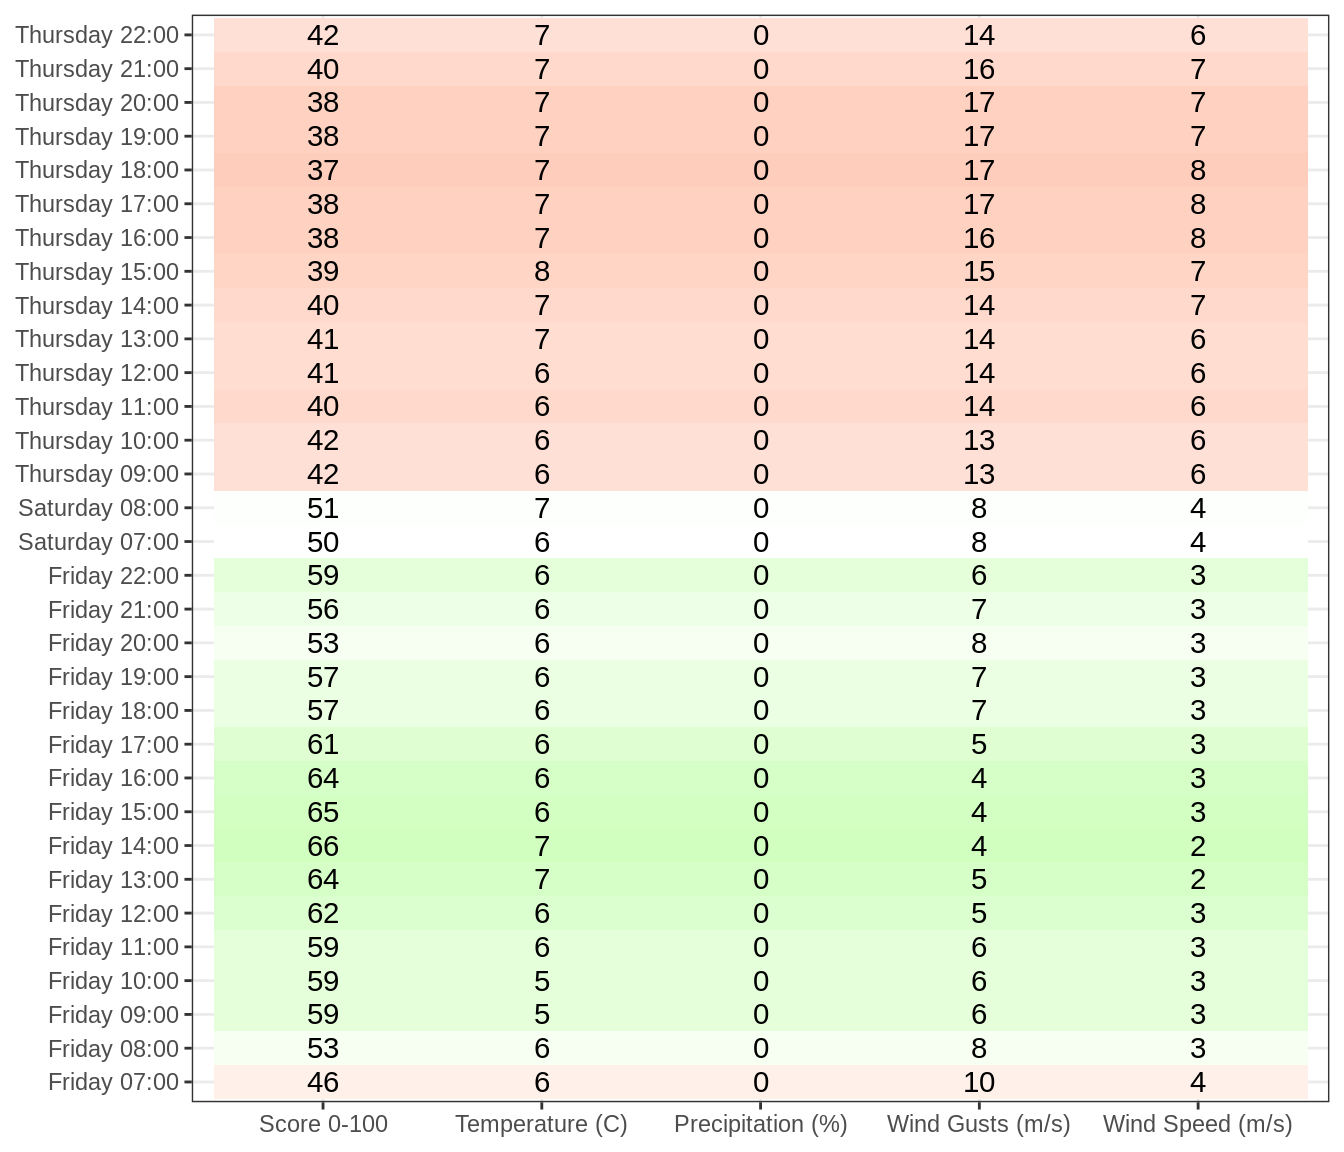 Thursday 22:00 42 7 0 14 6
Thursday 21:00 40 7 0 16 7
Thursday 20:00 38 7 0 17 7
Thursday 19:00 38 7 0 17 7
Thursday 18:00 37 7 0 17 8
Thursday 17:00 38 7 0 17 8
Thursday 16:00 38 7 0 16 8
Thursday 15:00 39 8 0 15 7
Thursday 14:00 40 7 0 14 7
Thursday 13:00 41 7 0 14 6
Thursday 12:00 41 6 0 14 6
Thursday 11:00 40 6 0 14 6
Thursday 10:00 42 6 0 13 6
Thursday 09:00 42 6 0 13 6
Saturday 08:00 51 7 0 8 4
Saturday 07:00 50 6 0 8 4
Friday 22:00 59 6 0 6 3
Friday 21:00 56 6 0 7 3
Friday 20:00 53 6 0 8 3
Friday 19:00 57 6 0 7 3
Friday 18:00 57 6 0 7 3
Friday 17:00 61 6 0 5 3
Friday 16:00 64 6 0 4 3
Friday 15:00 65 6 0 4 3
Friday 14:00 66 7 0 4 2
Friday 13:00 64 7 0 5 2
Friday 12:00 62 6 0 5 3
Friday 11:00 59 6 0 6 3
Friday 10:00 59 5 0 6 3
Friday 09:00 59 5 0 6 3
Friday 08:00 53 6 0 8 3
Friday 07:00 46 6 0 10 4
Score 0-100 Temperature (C) Precipitation (%) Wind Gusts (m/s) Wind Speed (m/s)